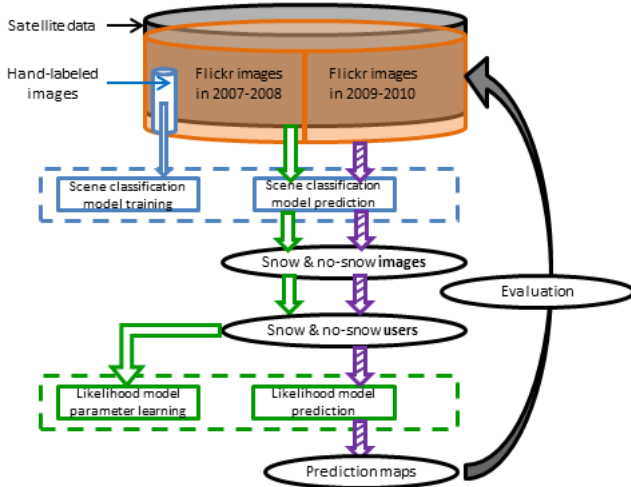 Satellite data
Hand-labeled
images
Flickr images
in 2007-2008
Flickr images
in 2009-2010
Scene classification
model training
Scene classification
model prediction
Snow & no-snow images
Evaluation
Snow & no-snow users
Likelihood model
parameter learning
Likelihood model
prediction
Prediction maps